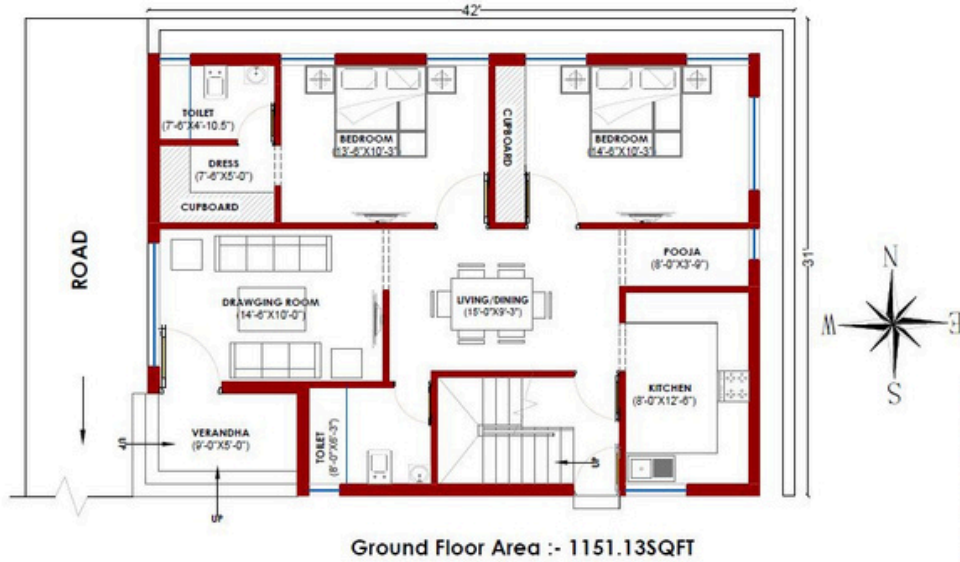 42'
TOILET
(7'-6"X4'-10.5")
BEDROOM
(13'-6"X10'-3")
CUPBOARD
BEDROOM
(14'-6"X10'-3")
DRESS
(7'-6"X5'-0")
CUPBOARD
ROAD
31'
POOJA
(8'-0"X3'-9")
N
W
E
S
DRAWGING ROOM
(14'-6"X10'-0")
LIVING/DINING
(15'-0"X9'-3")
KITCHEN
(8'-0"X12'-6")
VERANDHA
(9'-0"X5'-0")
UP
UP
TOILET
(8'-0"X6'-3")
UP
Ground Floor Area :- 1151.13SQFT